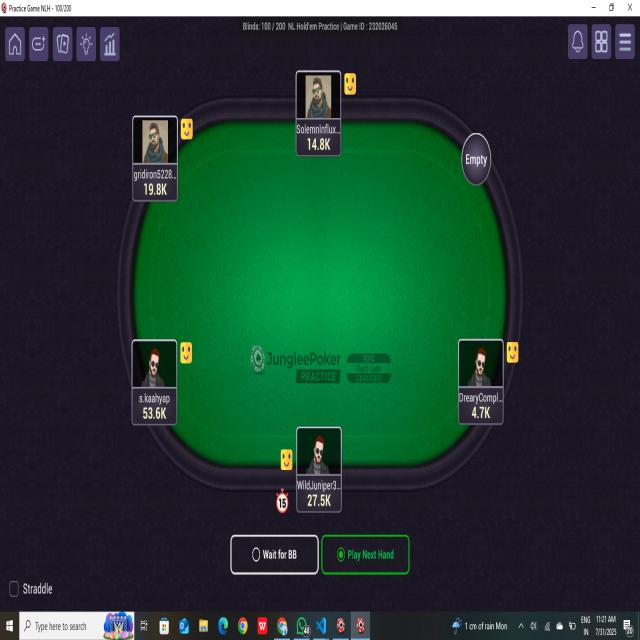 Practice Game NLH - 100/200
Blinds: 100 / 200 NL Hold'em Practice | Game ID : 232026045
SolemnInflux...
14.8K
gridiron5228...
19.8K
Empty
JungleePoker
PRACTICE
s.kaahyap
53.6K
DrearyCompl...
4.7K
WildJuniper3...
27.5K
15
Wait for BB
Play Next Hand
Straddle
Type here to search
1 cm of rain Mon
ENG
IN
11:21 AM
7/31/2025